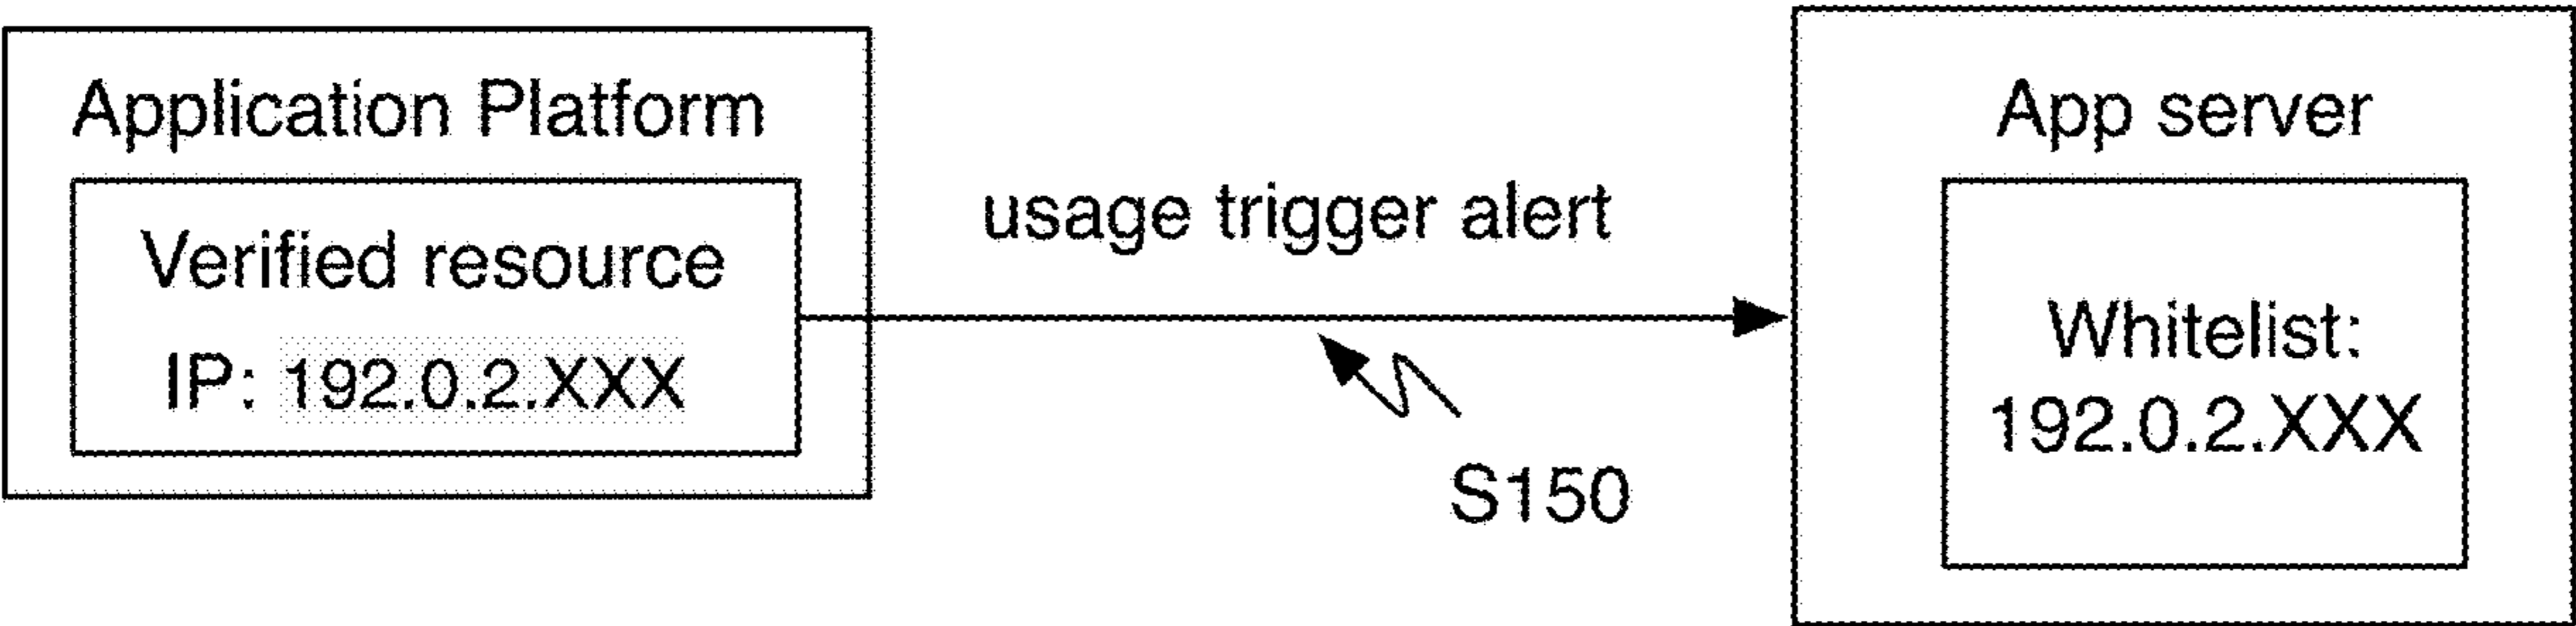 Application Platform
Verified resource
IP: 192.0.2.XXX
usage trigger alert
S150
App server
Whitelist:
192.0.2.XXX